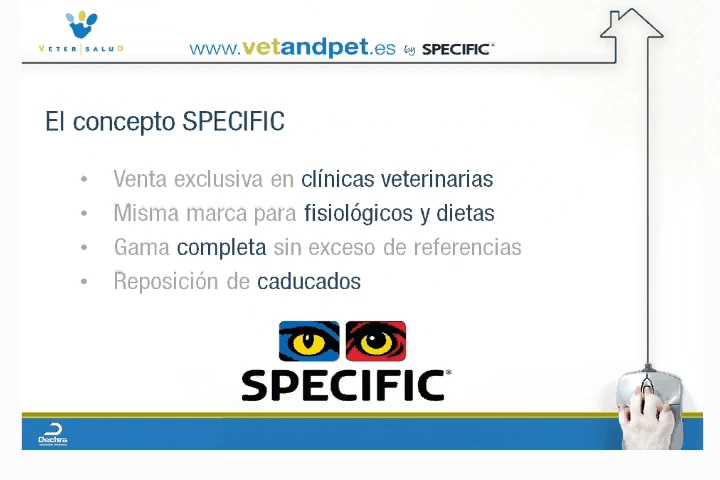 VETER SALUD
www.vetandpet.es by SPECIFIC
El concepto SPECIFIC
• Venta exclusiva en clínicas veterinarias
• Misma marca para fisiológicos y dietas
• Gama completa sin exceso de referencias
• Reposición de caducados
SPECIFIC®
Dechra